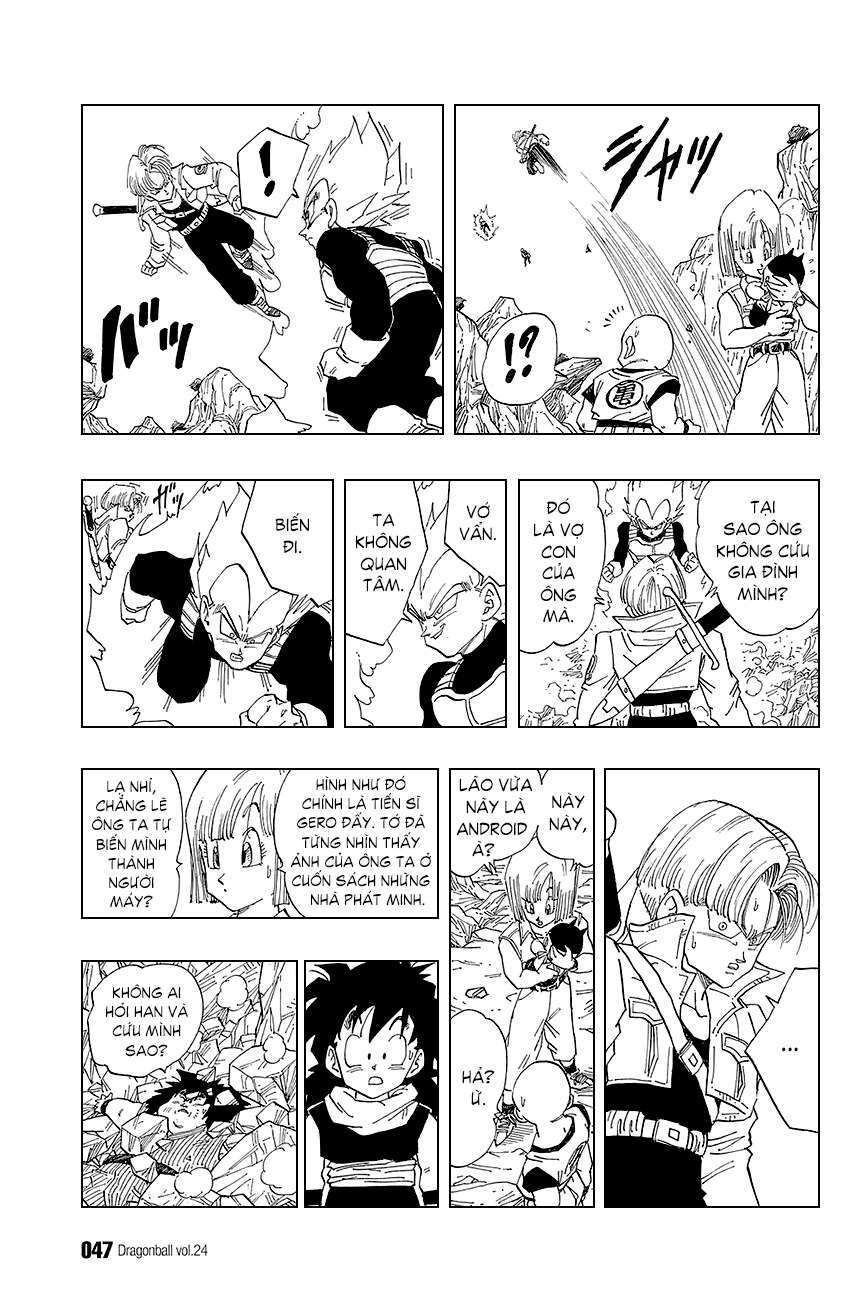 シャッ
!?
!
バッ
TẠI
SAO ÔNG
KHÔNG CỨU
GIA ĐÌNH
MÌNH?
ĐÓ
LÀ VỢ
CON
CỦA
ÔNG
MÀ.
VỚ
VẨN.
TA
KHÔNG
QUAN
TÂM.
BIẾN
ĐI.
...
NÀY
NÀY,
LÃO VỪA
NÀY LÀ
ANDROID
À?
HẢ?
Ừ.
HÌNH NHƯ ĐÓ
CHÍNH LÀ TIẾN SĨ
GERO ĐẤY. TỚ ĐÃ
TỪNG NHÌN THẤY
ẢNH CỦA ÔNG TA Ở
CUỐN SÁCH NHỮNG
NHÀ PHÁT MINH.
LẠ NHỈ,
CHẲNG LẼ
ÔNG TA TỰ
BIẾN MÌNH
THÀNH
NGƯỜI
MÁY?
KHÔNG AI
HỎI HAN VÀ
CỨU MÌNH
SAO?
047 Dragonball vol.24